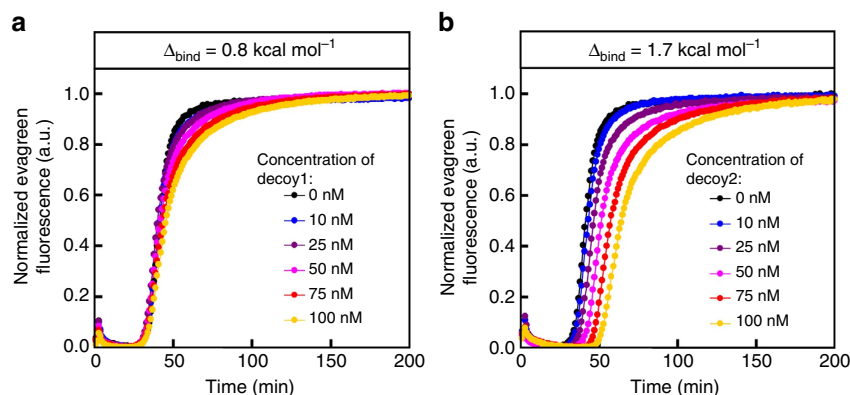 a
Δbind = 0.8 kcal mol⁻¹
Normalized evagreen
fluorescence (a.u.)
1.0
0.8
0.6
0.4
0.2
0.0
Concentration of
decoy1:
0 nM
10 nM
25 nM
50 nM
75 nM
100 nM
0
50
100
150
200
Time (min)
b
Δbind = 1.7 kcal mol⁻¹
Normalized evagreen
fluorescence (a.u.)
1.0
0.8
0.6
0.4
0.2
0.0
Concentration of
decoy2:
0 nM
10 nM
25 nM
50 nM
75 nM
100 nM
0
50
100
150
200
Time (min)